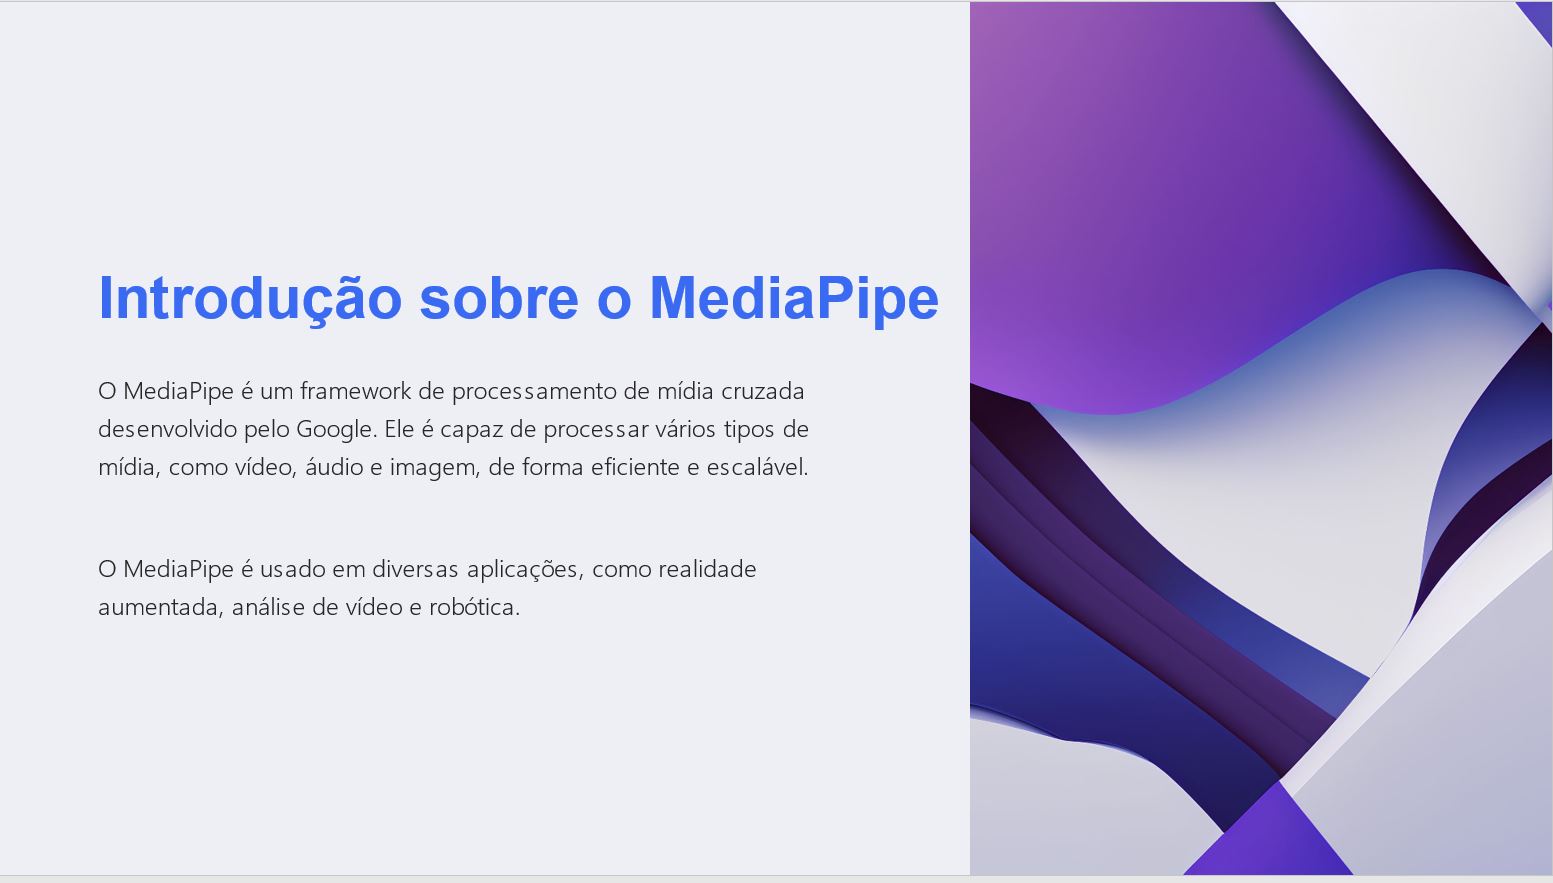 Introdução sobre o MediaPipe
O MediaPipe é um framework de processamento de mídia cruzada
desenvolvido pelo Google. Ele é capaz de processar vários tipos de
mídia, como vídeo, áudio e imagem, de forma eficiente e escalável.
O MediaPipe é usado em diversas aplicações, como realidade
aumentada, análise de vídeo e robótica.